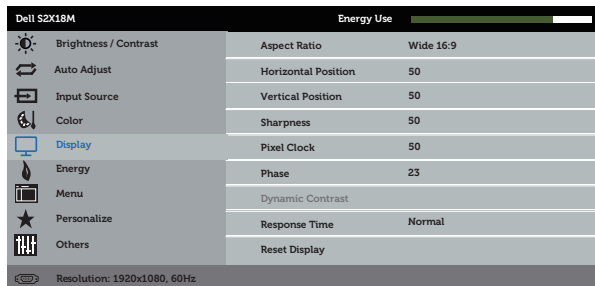 Dell S2X18M Energy Use
Brightness / Contrast
Auto Adjust
Input Source
Color
Display
Energy
Menu
Personalize
Others
Aspect Ratio Wide 16:9
Horizontal Position 50
Vertical Position 50
Sharpness 50
Pixel Clock 50
Phase 23
Dynamic Contrast
Response Time Normal
Reset Display
Resolution: 1920x1080, 60Hz